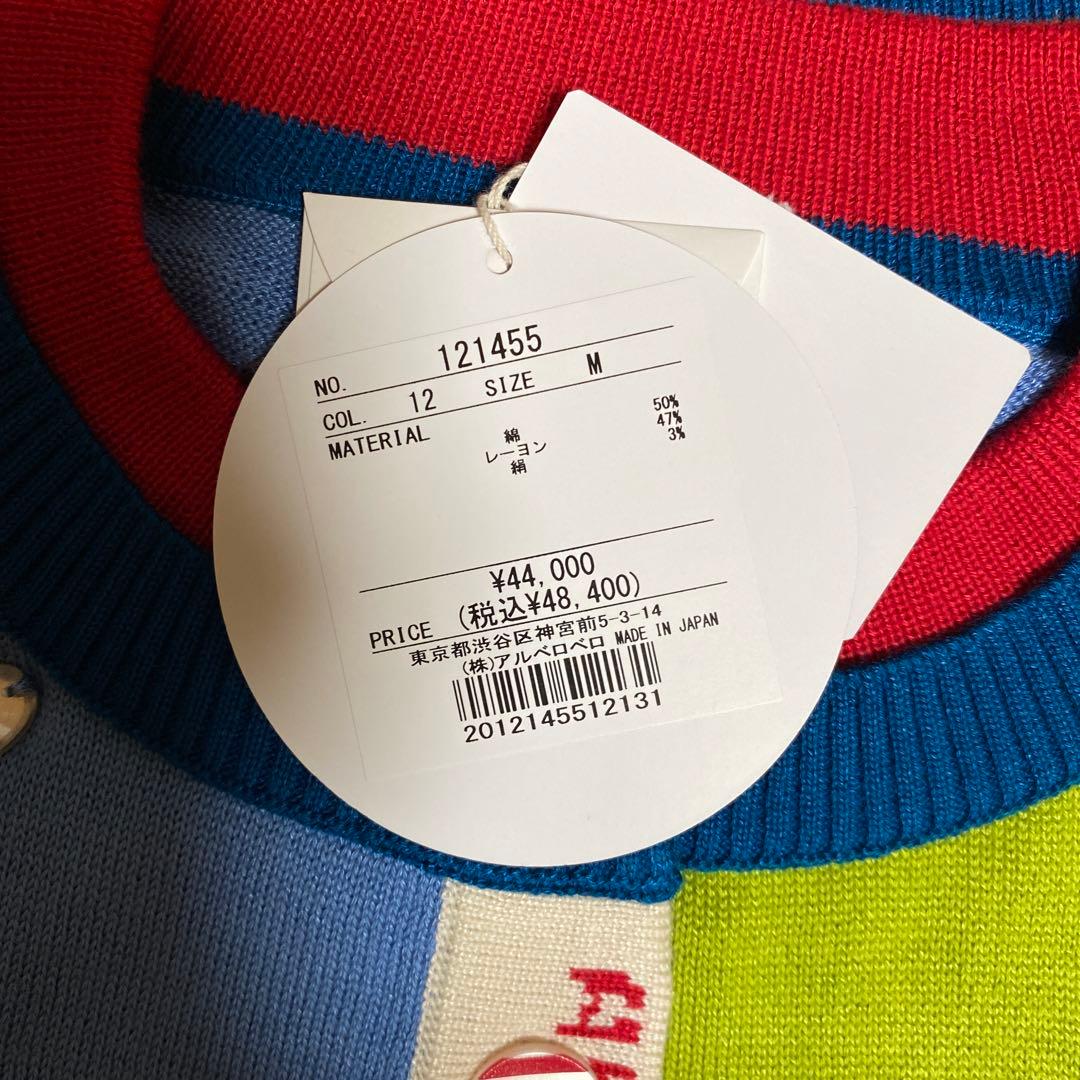 NO. 121455
COL. 12 SIZE M
MATERIAL 綿 50%
レーヨン 47%
絹 3%
¥44,000
PRICE (税込¥48,400)
東京都渋谷区神宮前5-3-14
(株)アルベロベロ MADE IN JAPAN
2012145512131